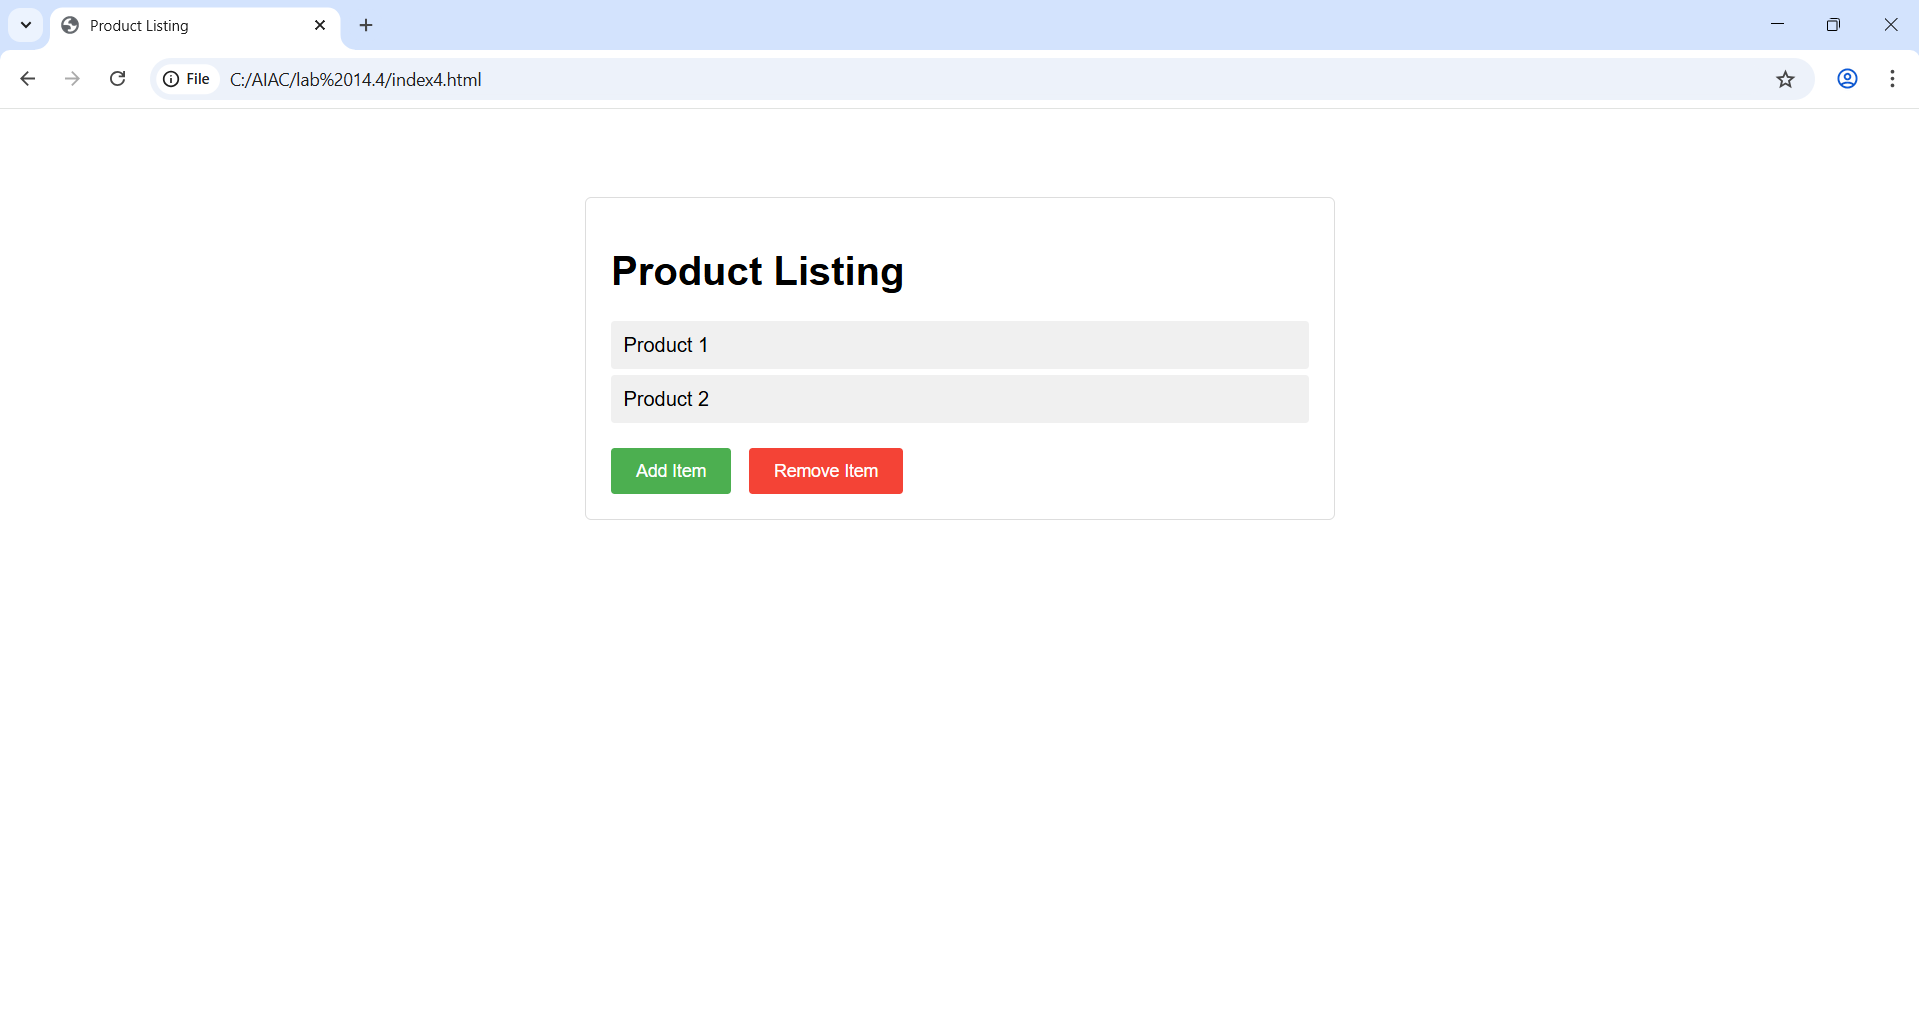 Product Listing
File C:/AIAC/lab%2014.4/index4.html
Product Listing
Product 1
Product 2
Add Item Remove Item